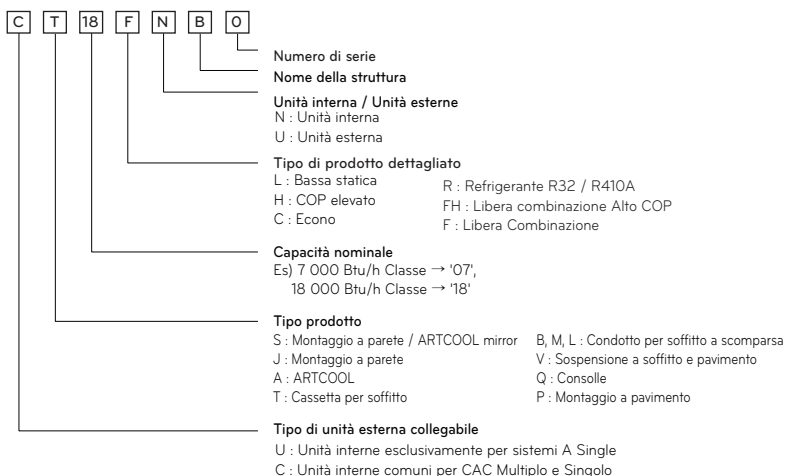 C T 18 F N B 0
Numero di serie
Nome della struttura
Unità interna / Unità esterne
N : Unità interna
U : Unità esterna
Tipo di prodotto dettagliato
L : Bassa statica
H : COP elevato
C : Econo
R : Refrigerante R32 / R410A
FH : Libera combinazione Alto COP
F : Libera Combinazione
Capacità nominale
Es) 7 000 Btu/h Classe → '07',
18 000 Btu/h Classe → '18'
Tipo prodotto
S : Montaggio a parete / ARTCOOL mirror
J : Montaggio a parete
A : ARTCOOL
T : Cassetta per soffitto
B, M, L : Condotto per soffitto a scomparsa
V : Sospensione a soffitto e pavimento
Q : Consolle
P : Montaggio a pavimento
Tipo di unità esterna collegabile
U : Unità interne esclusivamente per sistemi A Single
C : Unità interne comuni per CAC Multiplo e Singolo